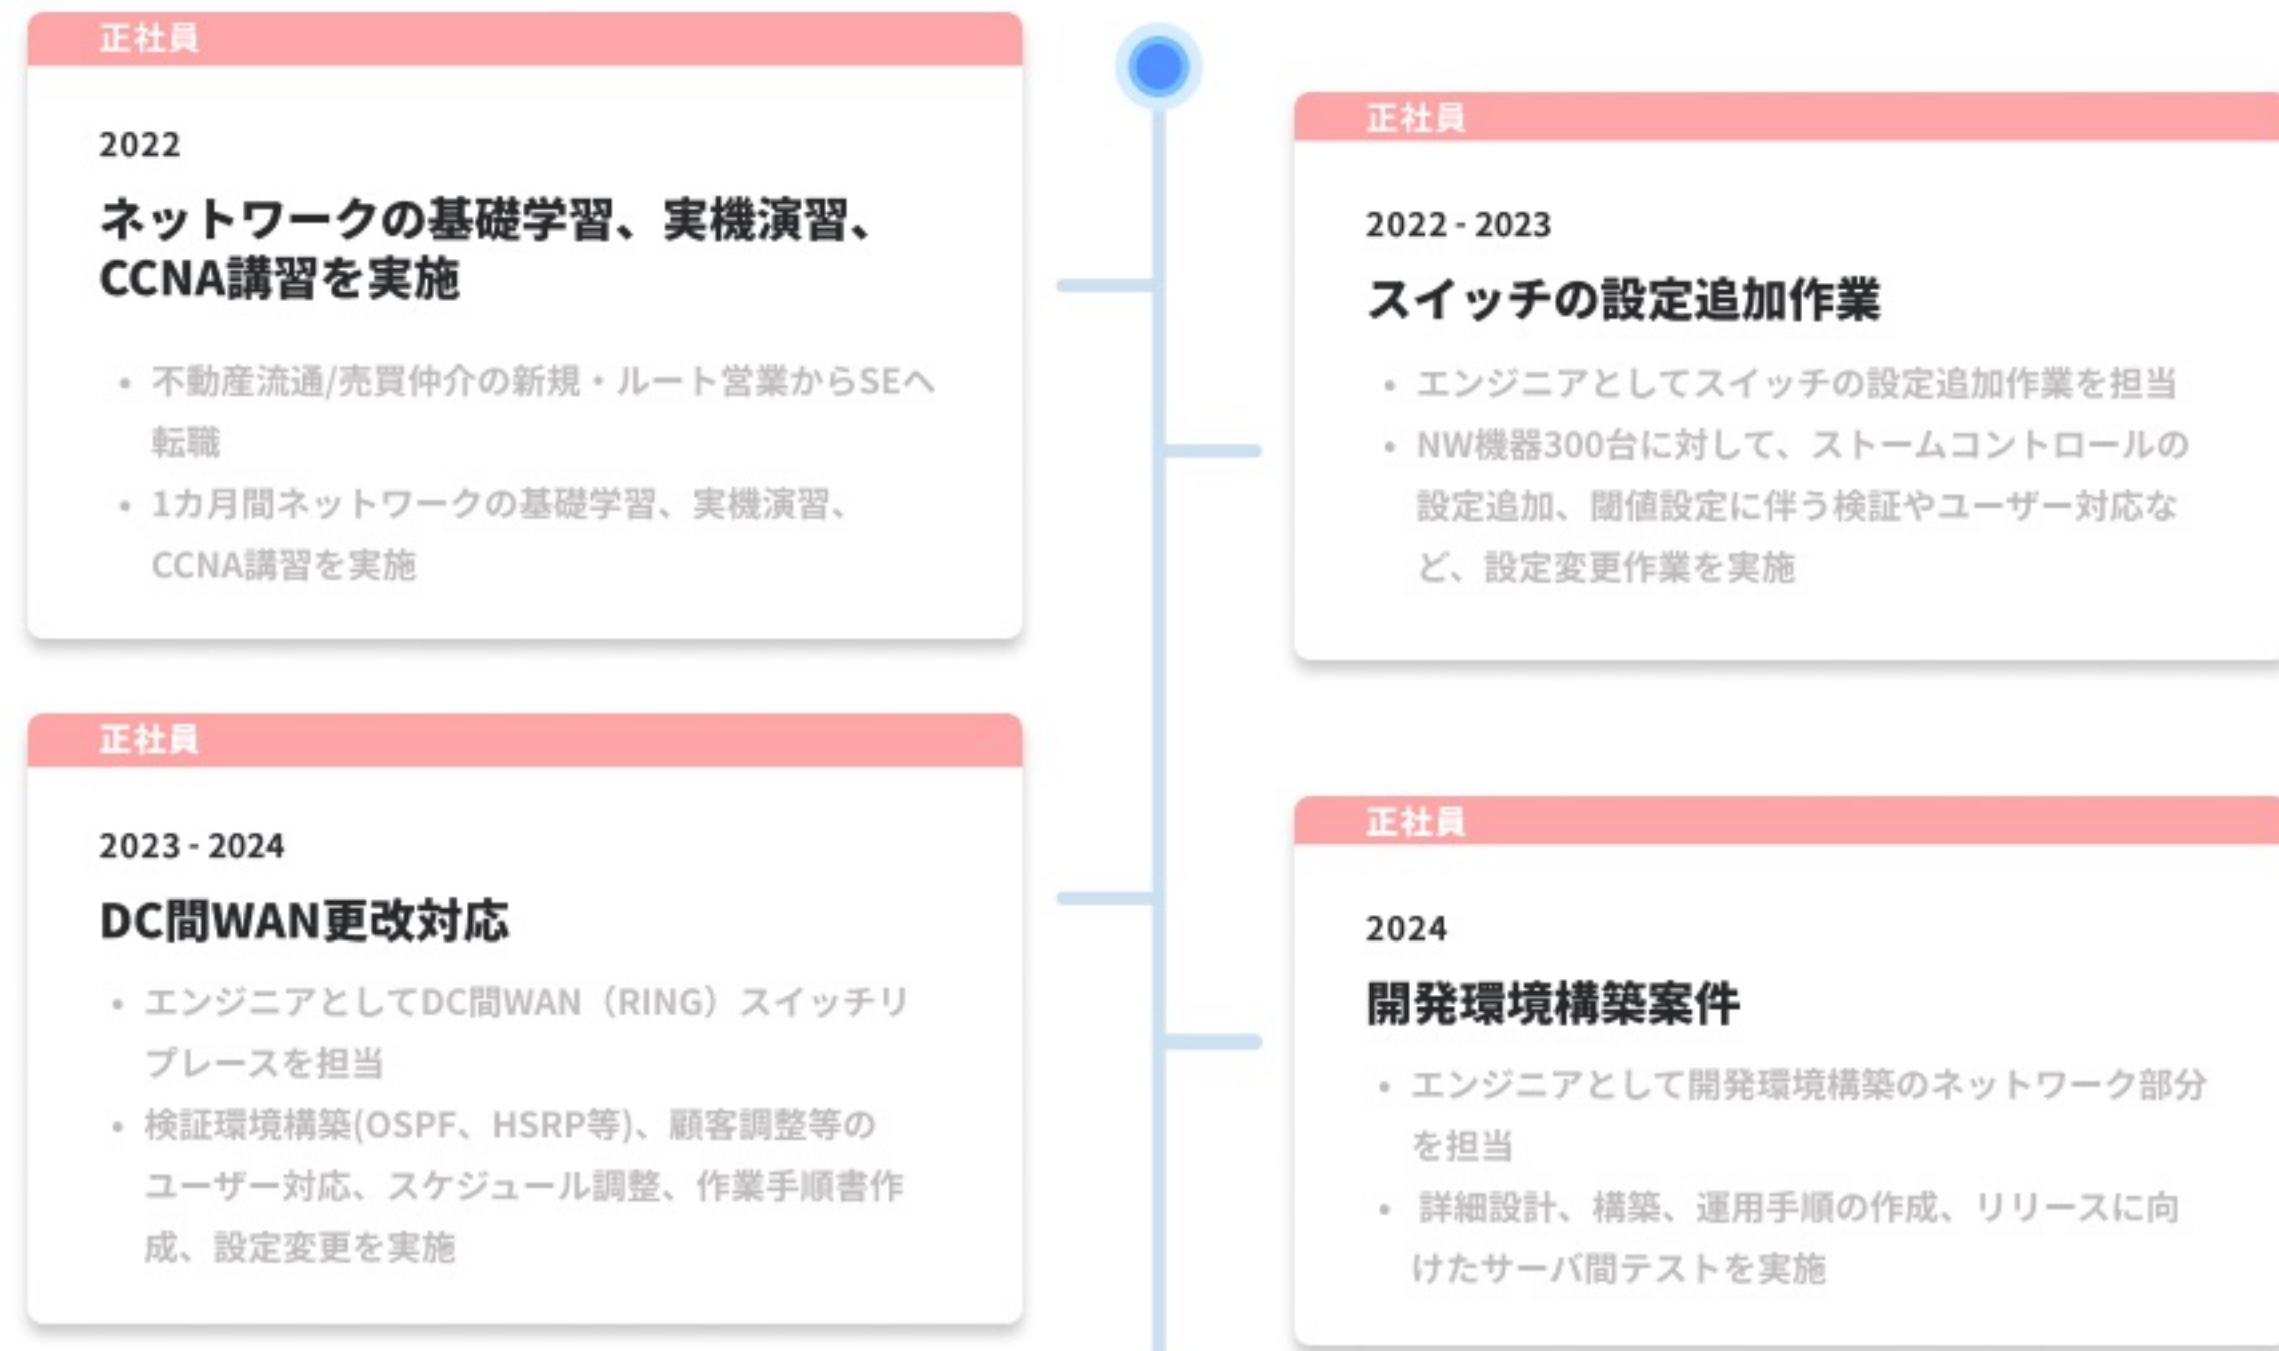 正社員
2022
ネットワークの基礎学習、実機演習、
CCNA講習を実施
• 不動産流通/売買仲介の新規・ルート営業からSEへ
転職
• 1カ月間ネットワークの基礎学習、実機演習、
CCNA講習を実施
正社員
2022 - 2023
スイッチの設定追加作業
• エンジニアとしてスイッチの設定追加作業を担当
• NW機器300台に対して、ストームコントロールの
設定追加、閾値設定に伴う検証やユーザー対応な
ど、設定変更作業を実施
正社員
2023 - 2024
DC間WAN更改対応
• エンジニアとしてDC間WAN（RING）スイッチリ
プレースを担当
• 検証環境構築(OSPF、HSRP等)、顧客調整等の
ユーザー対応、スケジュール調整、作業手順書作
成、設定変更を実施
正社員
2024
開発環境構築案件
• エンジニアとして開発環境構築のネットワーク部分
を担当
• 詳細設計、構築、運用手順の作成、リリースに向
けたサーバ間テストを実施